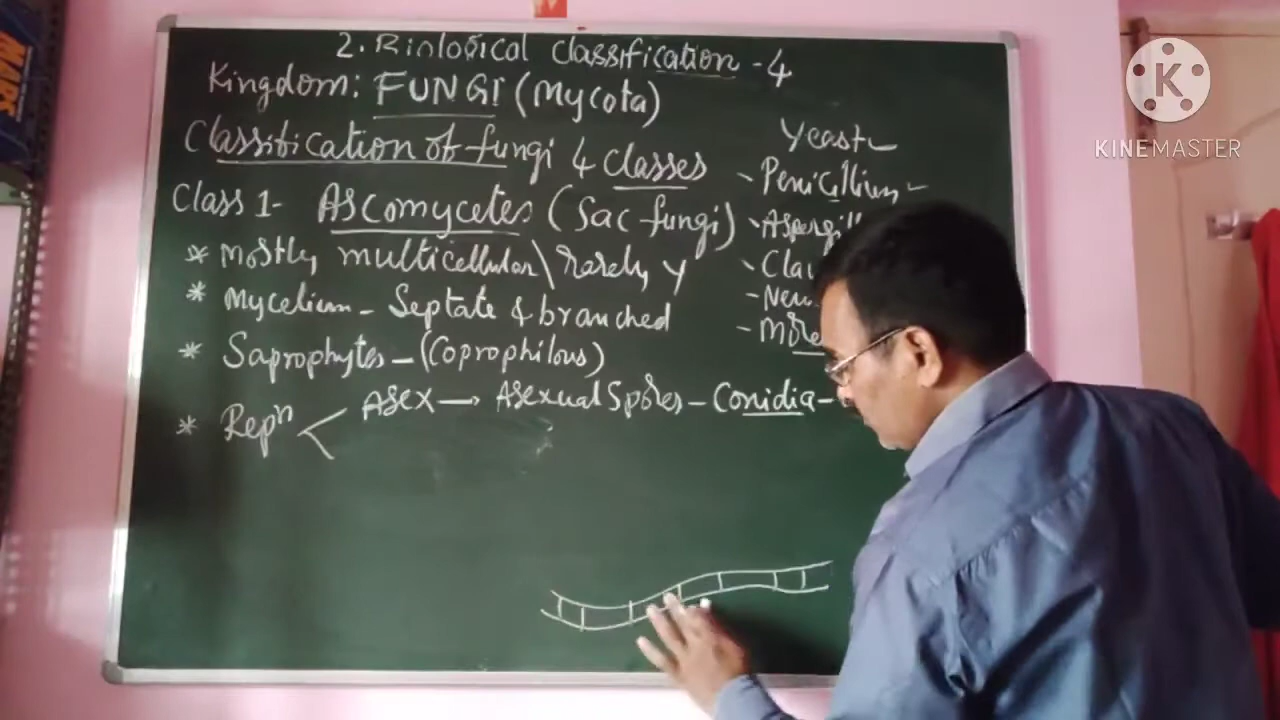 2. Biological classification - 4
Kingdom: FUNGI (Mycota)
Classification of fungi 4 classes
Class 1- Ascomycetes (Sac fungi)
* Mostly multicellular \ rarely y
* Mycelium - Septate & branched
* Saprophytes - (Coprophilous)
* Repn < ASEX → Asexual Spores - Conidia -
Yeast
- Penicillium -
K
KINEMASTER